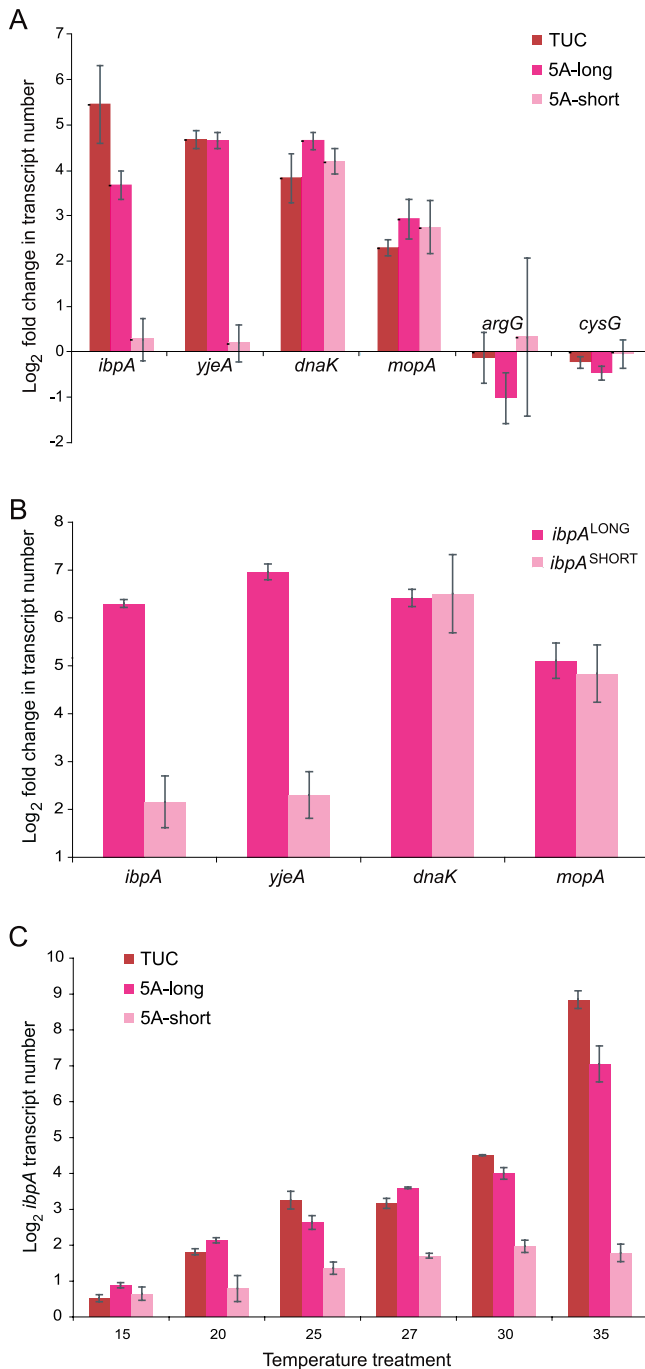 A
TUC
5A-long
5A-short
Log2 fold change in transcript number
7
6
5
4
3
2
1
0
-1
-2
ibpA
yjeA
dnaK
mopA
argG
cysG
B
ibpALONG
ibpASHORT
Log2 fold change in transcript number
8
7
6
5
4
3
2
1
ibpA
yjeA
dnaK
mopA
C
TUC
5A-long
5A-short
Log2 ibpA transcript number
10
9
8
7
6
5
4
3
2
1
0
15
20
25
27
30
35
Temperature treatment